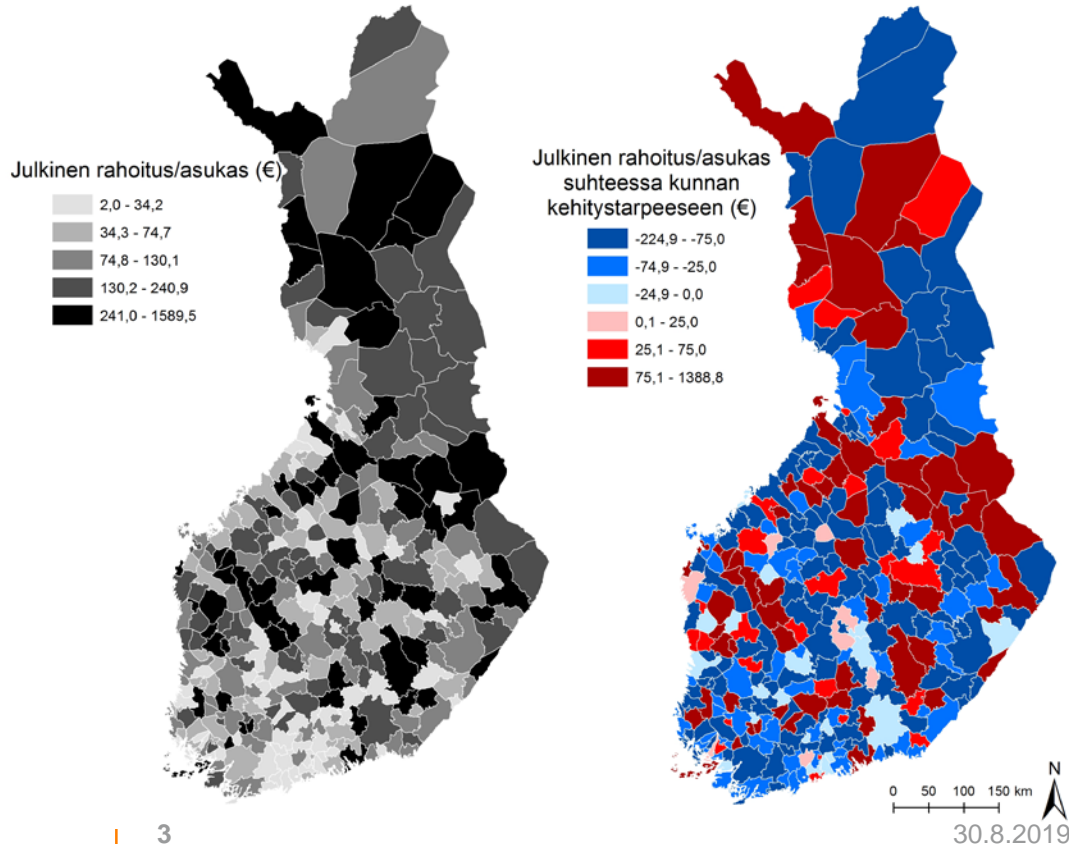 Julkinen rahoitus/asukas (€)
2,0 - 34,2
34,3 - 74,7
74,8 - 130,1
130,2 - 240,9
241,0 - 1589,5
Julkinen rahoitus/asukas
suhteessa kunnan
kehitystarpeeseen (€)
-224,9 - -75,0
-74,9 - -25,0
-24,9 - 0,0
0,1 - 25,0
25,1 - 75,0
75,1 - 1388,8
N
0 50 100 150 km
3
30.8.2019